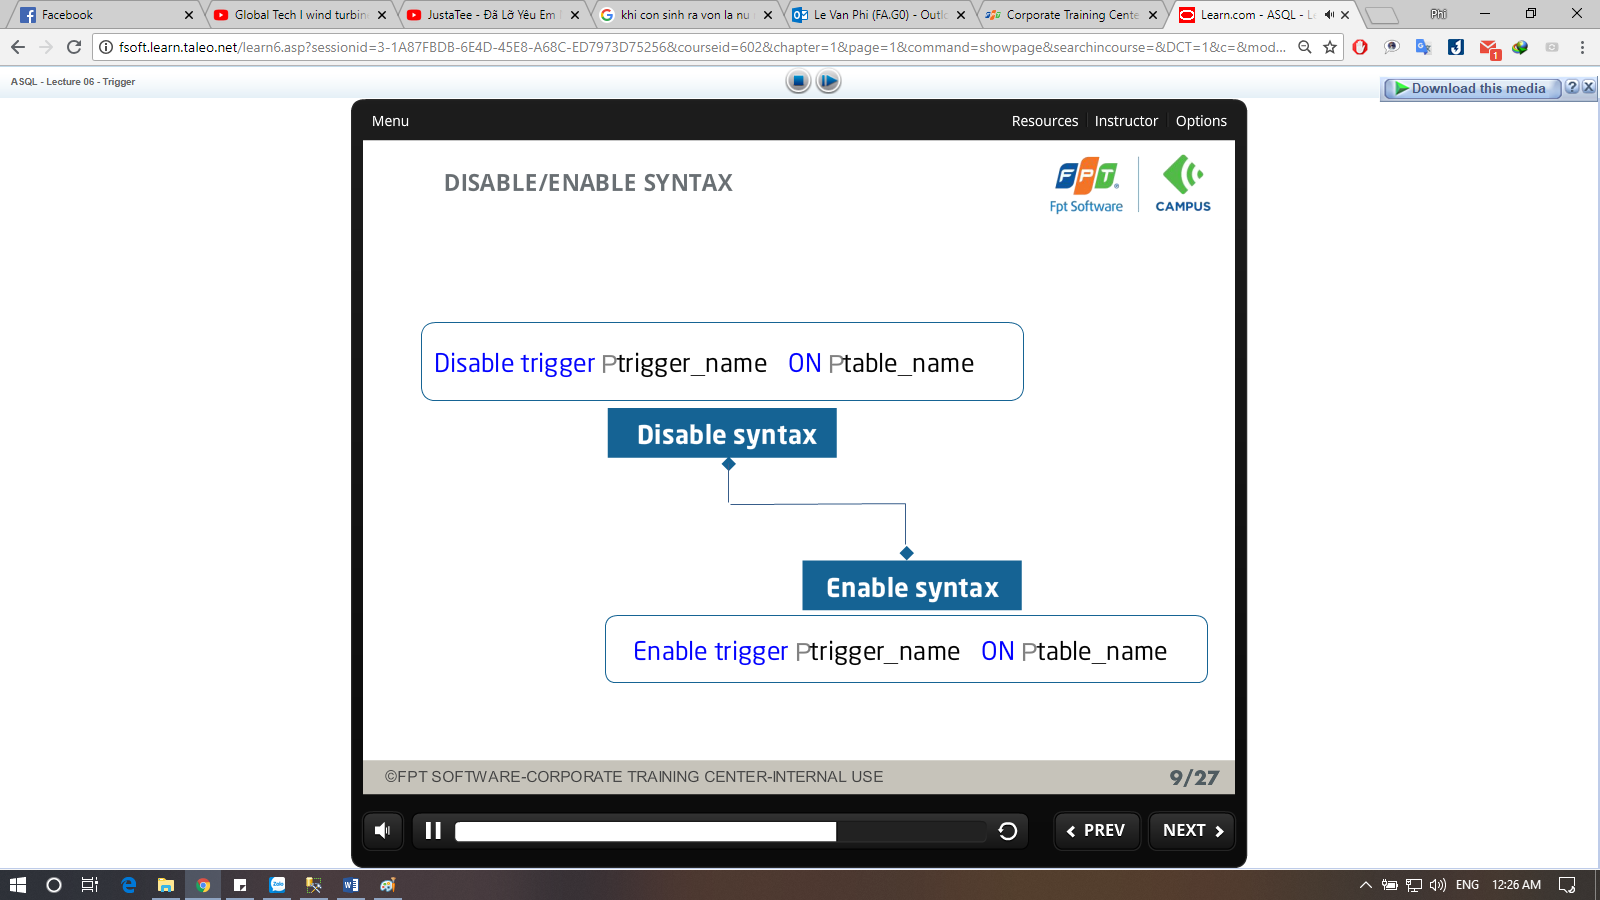 Facebook
Global Tech I wind turbin
JustaTee - Đã Lỡ Yêu Em
khi con sinh ra von la nu
Le Van Phi (FA.G0) - Outl
Corporate Training Cente
Learn.com - ASQL - L
Phi
fsoft.learn.taleo.net/learn6.asp?sessionid=3-1A87FBDB-6E4D-45E8-A68C-ED7973D75256&courseid=602&chapter=1&page=1&command=showpage&searchincourse=&DCT=1&c=&mod...
1
ASQL - Lecture 06 - Trigger
Download this media
?
Menu
Resources
Instructor
Options
DISABLE/ENABLE SYNTAX
FPT
Fpt Software
CAMPUS
Disable trigger Ptrigger_name ON Ptable_name
Disable syntax
Enable syntax
Enable trigger Ptrigger_name ON Ptable_name
©FPT SOFTWARE-CORPORATE TRAINING CENTER-INTERNAL USE
9/27
PREV
NEXT
Zalo
ENG
12:26 AM